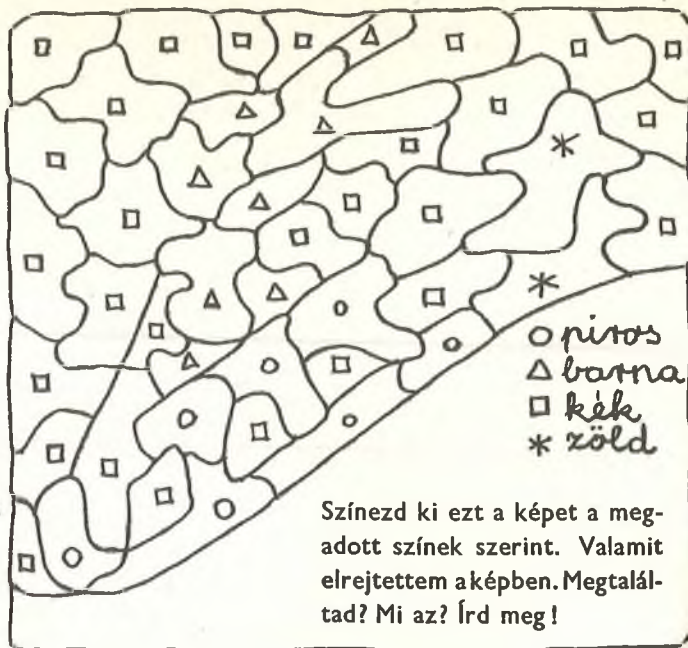 piros
barna
kék
zöld
Színezd ki ezt a képet a meg-
adott színek szerint. Valamit
elrejtettem a képben. Megtalál-
tad? Mi az? Írd meg!